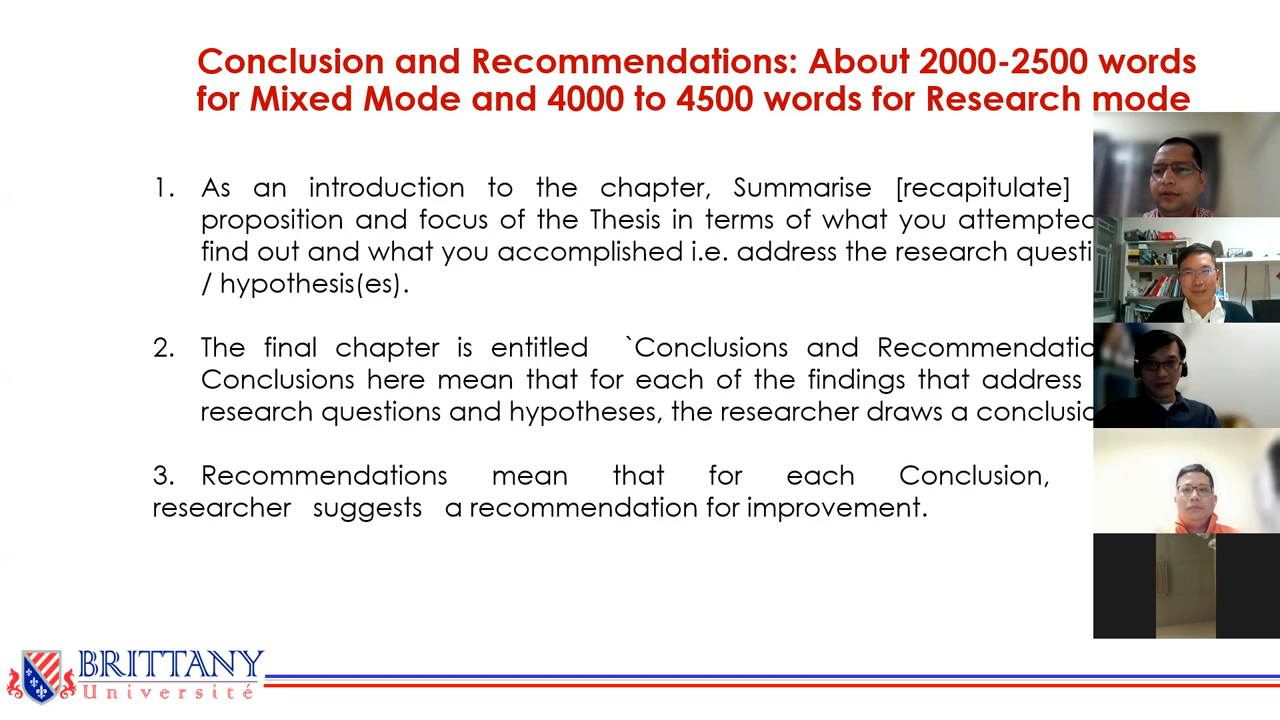 Conclusion and Recommendations: About 2000-2500 words
for Mixed Mode and 4000 to 4500 words for Research mode
1. As an introduction to the chapter, Summarise [recapitulate]
proposition and focus of the Thesis in terms of what you attempted
find out and what you accomplished i.e. address the research questi
/ hypothesis(es).
2. The final chapter is entitled `Conclusions and Recommendatio
Conclusions here mean that for each of the findings that address
research questions and hypotheses, the researcher draws a conclusio
3. Recommendations mean that for each Conclusion,
researcher suggests a recommendation for improvement.
BRITTANY
Université